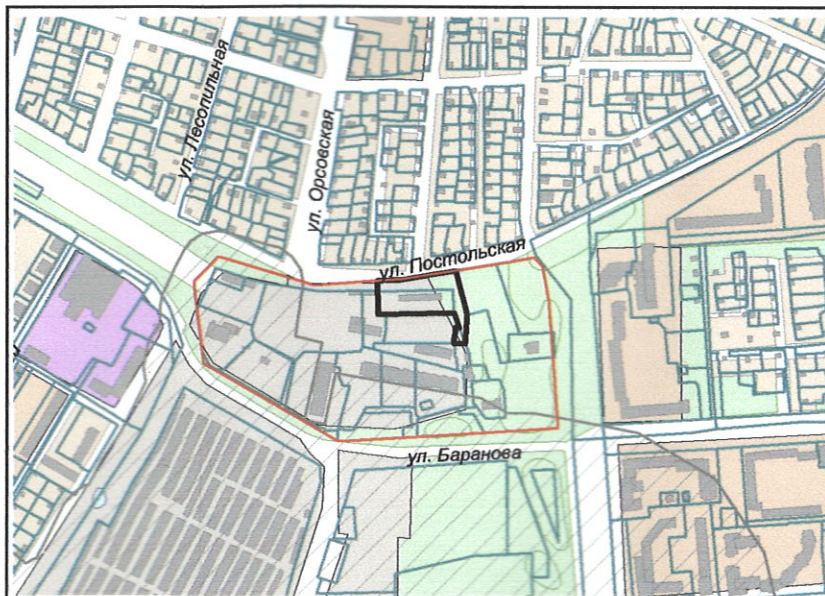 ул. Лесопильная
ул. Орсовская
ул. Постольская
ул. Баранова